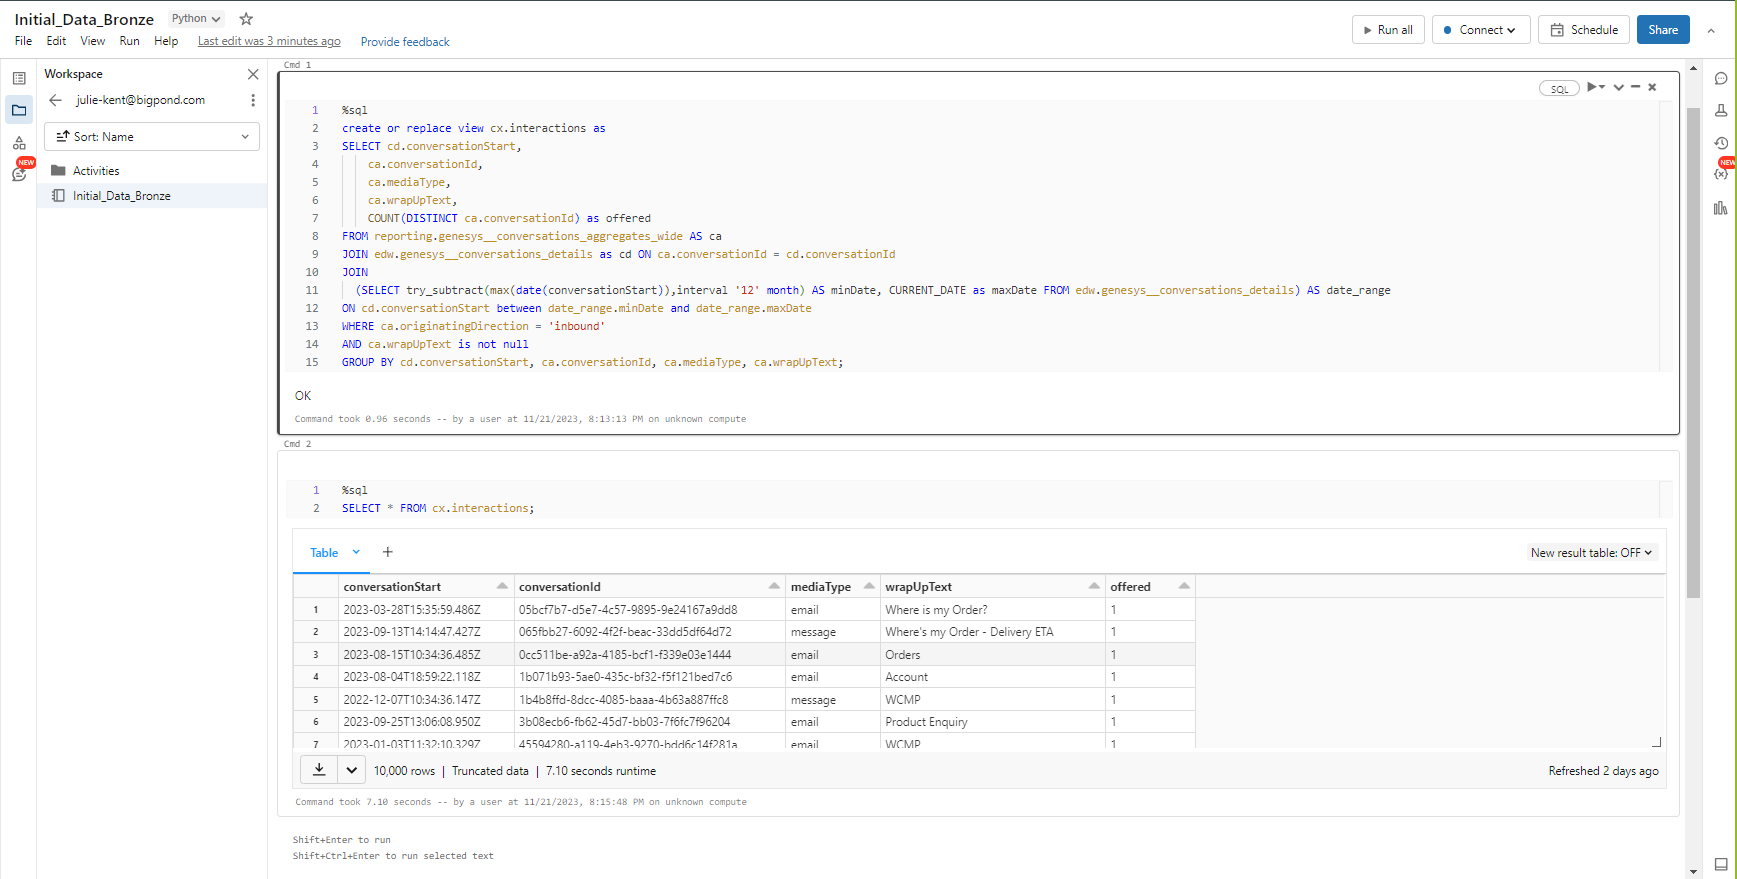 Initial_Data_Bronze Python
File Edit View Run Help Last edit was 3 minutes ago Provide feedback
Run all Connect Schedule Share
Workspace
julie-kent@bigpond.com
Sort: Name
Activities
Initial_Data_Bronze
NEW
NEW
Cmd 1
SQL
1 %sql
2 create or replace view cx.interactions as
3 SELECT cd.conversationStart,
4 ca.conversationId,
5 ca.mediaType,
6 ca.wrapUpText,
7 COUNT(DISTINCT ca.conversationId) as offered
8 FROM reporting.genesys__conversations_aggregates_wide AS ca
9 JOIN edw.genesys__conversations_details as cd ON ca.conversationId = cd.conversationId
10 JOIN
11 (SELECT try_subtract(max(date(conversationStart)),interval '12' month) AS minDate, CURRENT_DATE as maxDate FROM edw.genesys__conversations_details) AS date_range
12 ON cd.conversationStart between date_range.minDate and date_range.maxDate
13 WHERE ca.originatingDirection = 'inbound'
14 AND ca.wrapUpText is not null
15 GROUP BY cd.conversationStart, ca.conversationId, ca.mediaType, ca.wrapUpText;
OK
Command took 0.96 seconds -- by a user at 11/21/2023, 8:13:13 PM on unknown compute
Cmd 2
1 %sql
2 SELECT * FROM cx.interactions;
Table + New result table: OFF
conversationStart conversationId mediaType wrapUpText offered
1 2023-03-28T15:35:59.486Z 05bcf7b7-d5e7-4c57-9895-9e24167a9dd8 email Where is my Order? 1
2 2023-09-13T14:14:47.427Z 065fbb27-6092-4f2f-beac-33dd5df64d72 message Where's my Order - Delivery ETA 1
3 2023-08-15T10:34:36.485Z 0cc511be-a92a-4185-bcf1-f339e03e1444 email Orders 1
4 2023-08-04T18:59:22.118Z 1b071b93-5ae0-435c-bf32-f5f121bed7c6 email Account 1
5 2022-12-07T10:34:36.147Z 1b4b8ffd-8dcc-4085-baaa-4b63a887ffc8 message WCMP 1
6 2023-09-25T13:06:08.950Z 3b08ecb6-fb62-45d7-bb03-7f6fc7f96204 email Product Enquiry 1
7 2023-01-03T11:32:10.329Z 45594280-a119-4eb3-9270-bdd6c14f281a email WCMP 1
10,000 rows | Truncated data | 7.10 seconds runtime Refreshed 2 days ago
Command took 7.10 seconds -- by a user at 11/21/2023, 8:15:48 PM on unknown compute
Shift+Enter to run
Shift+Ctrl+Enter to run selected text